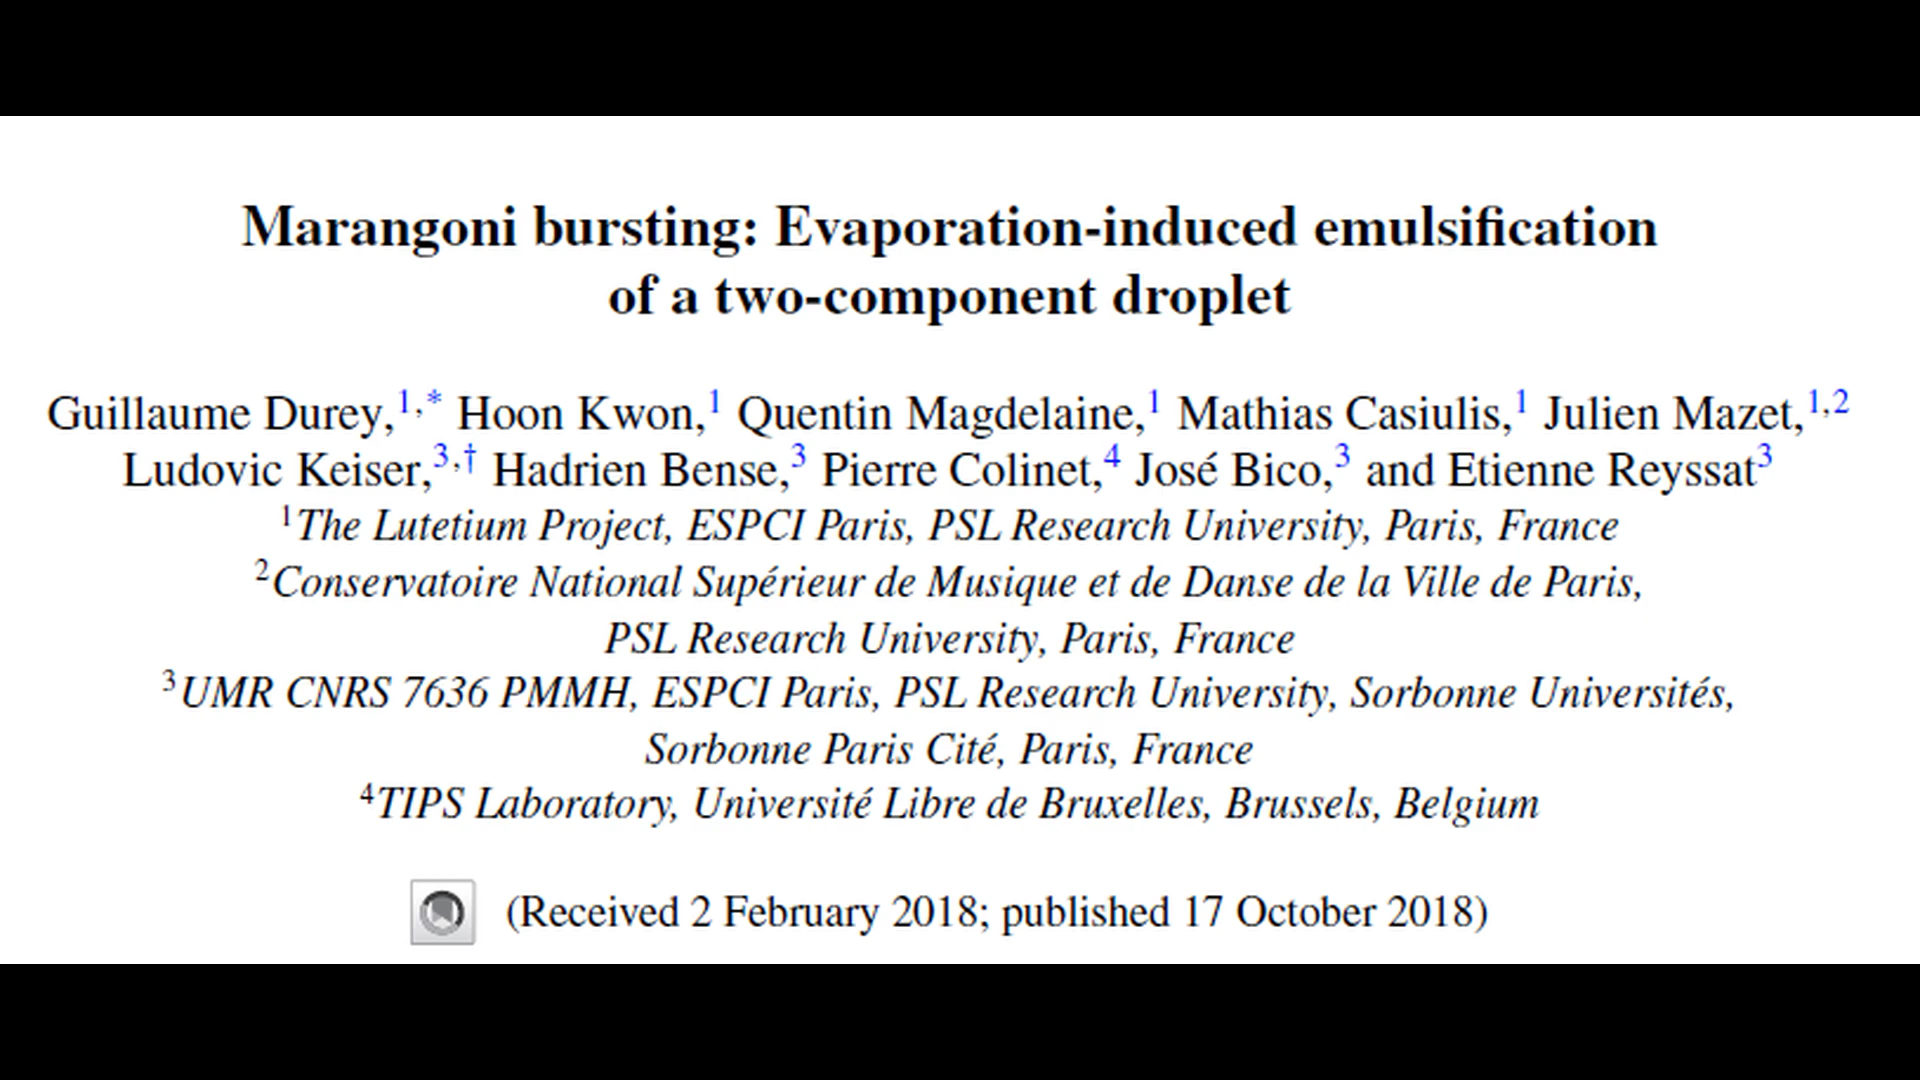 Marangoni bursting: Evaporation-induced emulsification
of a two-component droplet
Guillaume Durey,1,* Hoon Kwon,1 Quentin Magdelaine,1 Mathias Casiulis,1 Julien Mazet,1,2
Ludovic Keiser,3,† Hadrien Bense,3 Pierre Colinet,4 José Bico,3 and Etienne Reyssat3
1The Lutetium Project, ESPCI Paris, PSL Research University, Paris, France
2Conservatoire National Supérieur de Musique et de Danse de la Ville de Paris,
PSL Research University, Paris, France
3UMR CNRS 7636 PMMH, ESPCI Paris, PSL Research University, Sorbonne Universités,
Sorbonne Paris Cité, Paris, France
4TIPS Laboratory, Université Libre de Bruxelles, Brussels, Belgium
(Received 2 February 2018; published 17 October 2018)